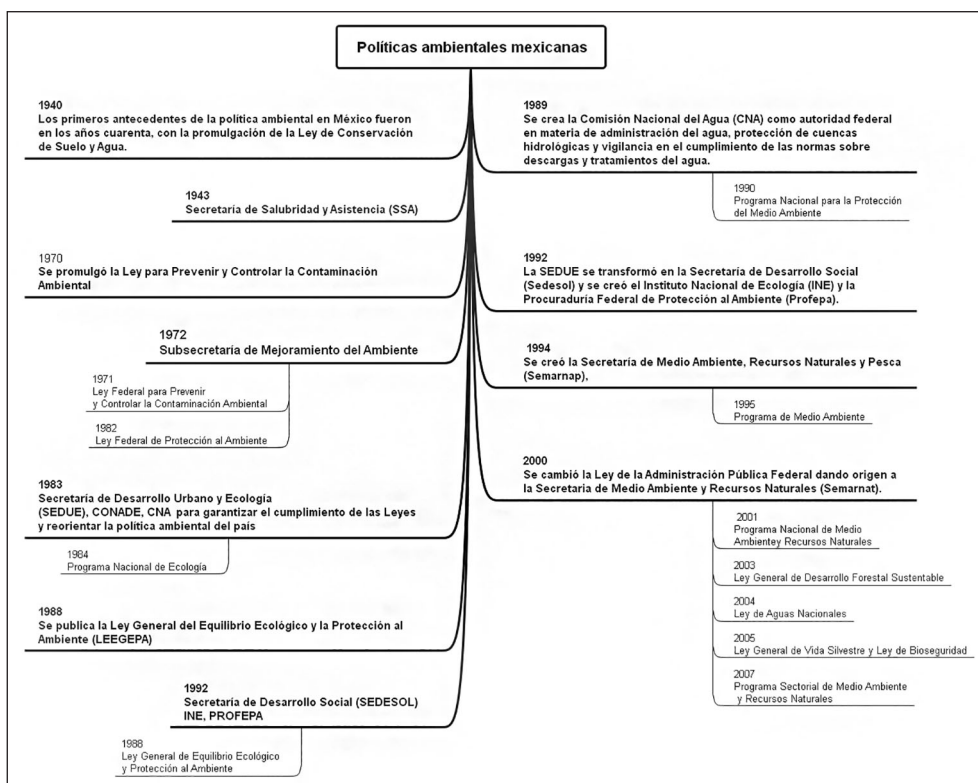 Políticas ambientales mexicanas
1940
Los primeros antecedentes de la política ambiental en México fueron
en los años cuarenta, con la promulgación de la Ley de Conservación
de Suelo y Agua.
1943
Secretaría de Salubridad y Asistencia (SSA)
1970
Se promulgó la Ley para Prevenir y Controlar la Contaminación
Ambiental
1972
Subsecretaría de Mejoramiento del Ambiente
1971
Ley Federal para Prevenir
y Controlar la Contaminación Ambiental
1982
Ley Federal de Protección al Ambiente
1983
Secretaría de Desarrollo Urbano y Ecología
(SEDUE), CONADE, CNA para garantizar el cumplimiento de las Leyes
y reorientar la política ambiental del país
1984
Programa Nacional de Ecología
1988
Se publica la Ley General del Equilibrio Ecológico y la Protección al
Ambiente (LEEGEPA)
1992
Secretaría de Desarrollo Social (SEDESOL)
INE, PROFEPA
1988
Ley General de Equilibrio Ecológico
y Protección al Ambiente
1989
Se crea la Comisión Nacional del Agua (CNA) como autoridad federal
en materia de administración del agua, protección de cuencas
hidrológicas y vigilancia en el cumplimiento de las normas sobre
descargas y tratamientos del agua.
1990
Programa Nacional para la Protección
del Medio Ambiente
1992
La SEDUE se transformó en la Secretaría de Desarrollo Social
(Sedesol) y se creó el Instituto Nacional de Ecología (INE) y la
Procuraduría Federal de Protección al Ambiente (Profepa).
1994
Se creó la Secretaría de Medio Ambiente, Recursos Naturales y Pesca
(Semarnap),
1995
Programa de Medio Ambiente
2000
Se cambió la Ley de la Administración Pública Federal dando origen a
la Secretaria de Medio Ambiente y Recursos Naturales (Semarnat).
2001
Programa Nacional de Medio
Ambientey Recursos Naturales
2003
Ley General de Desarrollo Forestal Sustentable
2004
Ley de Aguas Nacionales
2005
Ley General de Vida Silvestre y Ley de Bioseguridad
2007
Programa Sectorial de Medio Ambiente
y Recursos Naturales